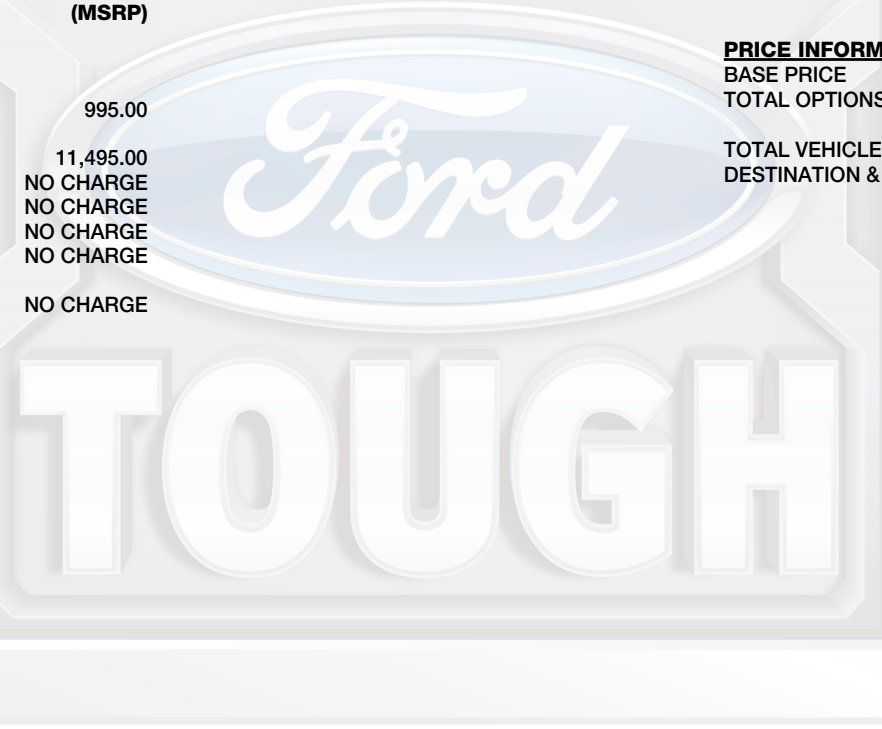 (MSRP)
995.00
11,495.00
NO CHARGE
NO CHARGE
NO CHARGE
NO CHARGE
NO CHARGE
PRICE INFORM
BASE PRICE
TOTAL OPTIONS
TOTAL VEHICLE
DESTINATION &
Ford
TOUGH